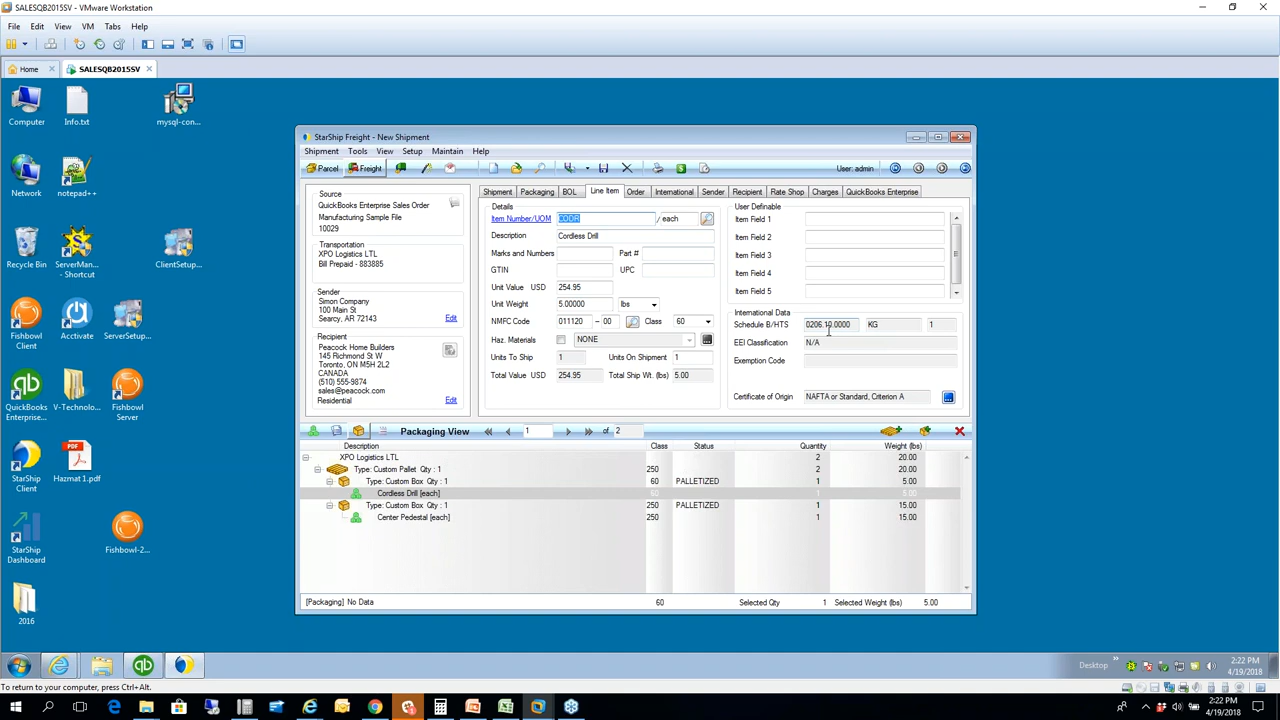 SALESQB2015SV - VMware Workstation
File Edit View VM Tabs Help
Home SALESQB2015SV
Computer
Info.txt
mysql-con...
Network
notepad++
Recycle Bin
ServerMan... - Shortcut
ClientSetup...
Fishbowl Client
Activate
ServerSetup...
QuickBooks Enterprise...
V-Technolo...
Fishbowl Server
StarShip Client
Hazmat 1.pdf
StarShip Dashboard
Fishbowl-2...
2016
StarShip Freight - New Shipment
Shipment Tools View Setup Maintain Help
Parcel Freight User: admin
Source
QuickBooks Enterprise Sales Order
Manufacturing Sample File
10029
Transportation
XPO Logistics LTL
Bill Prepaid - 883885
Sender
Simon Company
100 Main St
Searcy, AR 72143 Edit
Recipient
Peacock Home Builders
145 Richmond St W
Toronto, ON M5H 2L2
CANADA
(510) 555-9874
sales@peacock.com
Residential Edit
Shipment Packaging BOL Line Item Order International Sender Recipient Rate Shop Charges QuickBooks Enterprise
Details
Item Number/UOM CODR / each
Description Cordless Drill
Marks and Numbers Part #
GTIN UPC
Unit Value USD 254.95
Unit Weight 5.00000 lbs
NMFC Code 011120 - 00 Class 60
Haz. Materials NONE
Units To Ship 1 Units On Shipment 1
Total Value USD 254.95 Total Ship Wt. (lbs) 5.00
User Definable
Item Field 1
Item Field 2
Item Field 3
Item Field 4
Item Field 5
International Data
Schedule B/HTS 0206.10.0000 KG 1
EEI Classification N/A
Exemption Code
Certificate of Origin NAFTA or Standard, Criterion A
Packaging View 1 of 2
Description Class Status Quantity Weight (lbs)
XPO Logistics LTL 2 20.00
Type: Custom Pallet Qty : 1 250 2 20.00
Type: Custom Box Qty : 1 60 PALLETIZED 1 5.00
Cordless Drill [each] 60 1 5.00
Type: Custom Box Qty : 1 250 PALLETIZED 1 15.00
Center Pedestal [each] 250 1 15.00
[Packaging] No Data 60 Selected Qty 1 Selected Weight (lbs) 5.00
Desktop » 2:22 PM
4/19/2018
To return to your computer, press Ctrl+Alt.
2:22 PM
4/19/2018